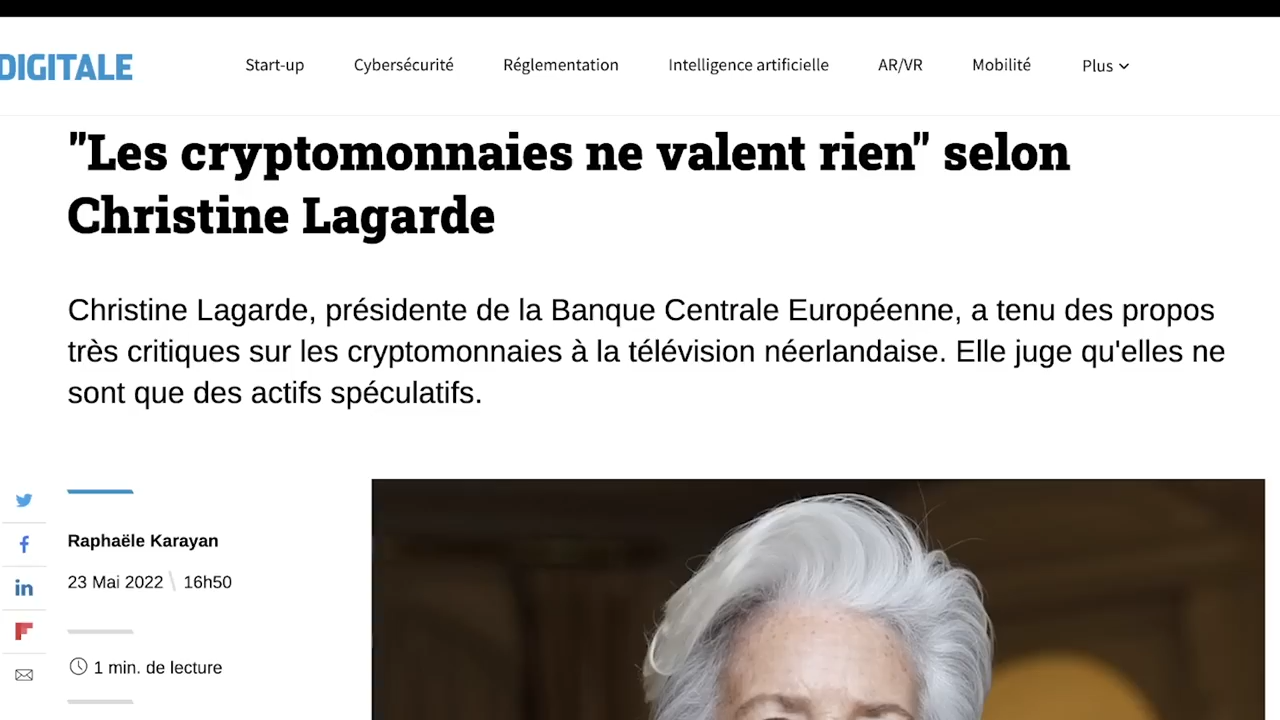 DIGITALE
Start-up Cybersécurité Réglementation Intelligence artificielle AR/VR Mobilité Plus
"Les cryptomonnaies ne valent rien" selon
Christine Lagarde
Christine Lagarde, présidente de la Banque Centrale Européenne, a tenu des propos
très critiques sur les cryptomonnaies à la télévision néerlandaise. Elle juge qu'elles ne
sont que des actifs spéculatifs.
Raphaële Karayan
23 Mai 2022 \ 16h50
1 min. de lecture